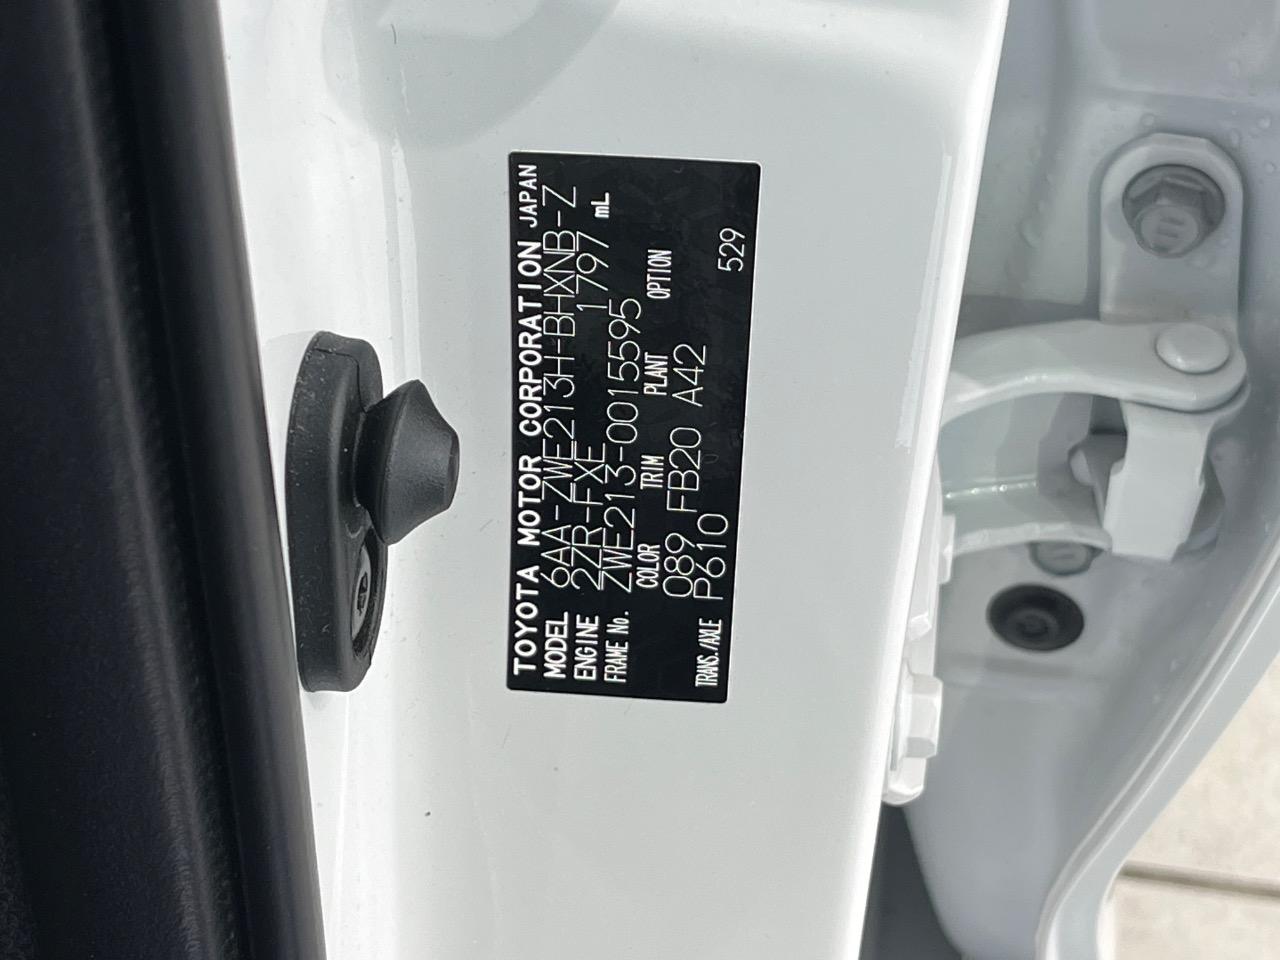 TOYOTA MOTOR CORPORATION JAPAN
MODEL 6AA-ZWE213H-BHXNB-Z
ENGINE 2ZR-FXE 1797 mL
FRAME No. ZWE213-0015595
COLOR TRIM PLANT OPTION
089 FB20 A42
TRANS./AXLE P610 529